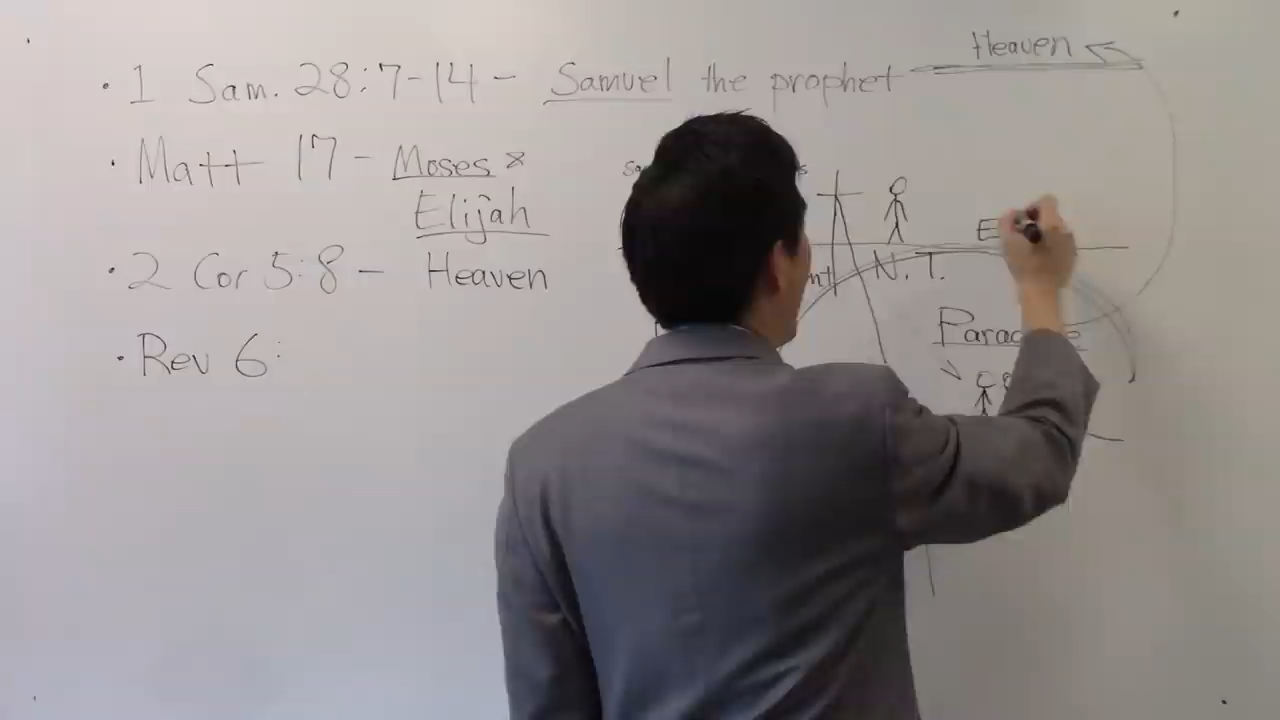 Heaven
• 1 Sam. 28:7-14 - Samuel the prophet
• Matt 17 - Moses &
Elijah
• 2 Cor 5:8 - Heaven
• Rev 6:
N.T.